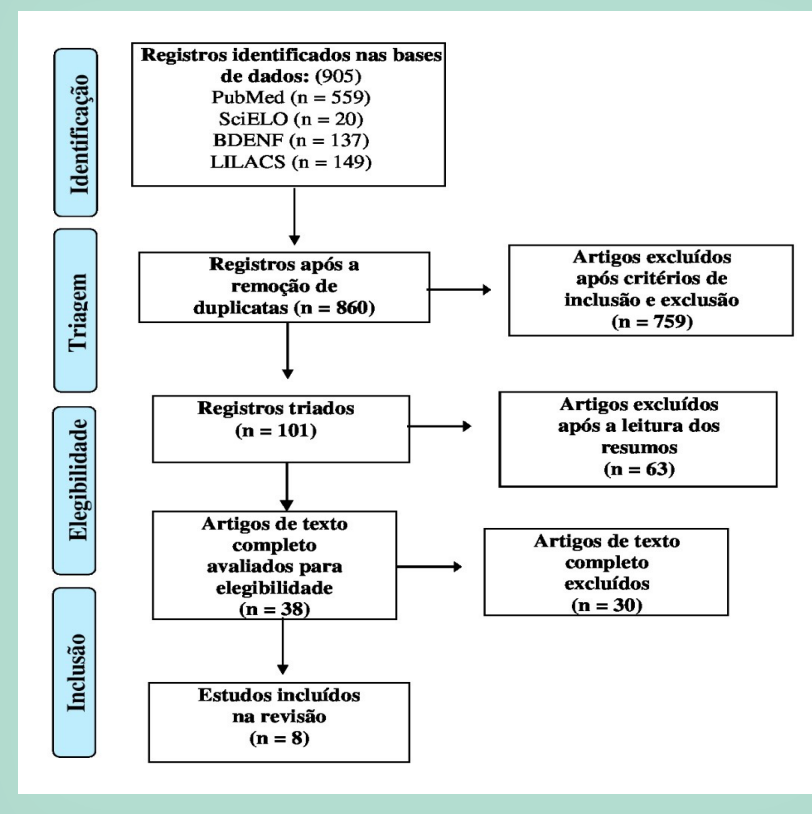 Identificação
Registros identificados nas bases
de dados: (905)
PubMed (n = 559)
SciELO (n = 20)
BDENF (n = 137)
LILACS (n = 149)
Triagem
Registros após a
remoção de
duplicatas (n = 860)
Artigos excluídos
após critérios de
inclusão e exclusão
(n = 759)
Elegibilidade
Registros triados
(n = 101)
Artigos excluídos
após a leitura dos
resumos
(n = 63)
Artigos de texto
completo
avaliados para
elegibilidade
(n = 38)
Artigos de texto
completo
excluídos
(n = 30)
Inclusão
Estudos incluídos
na revisão
(n = 8)